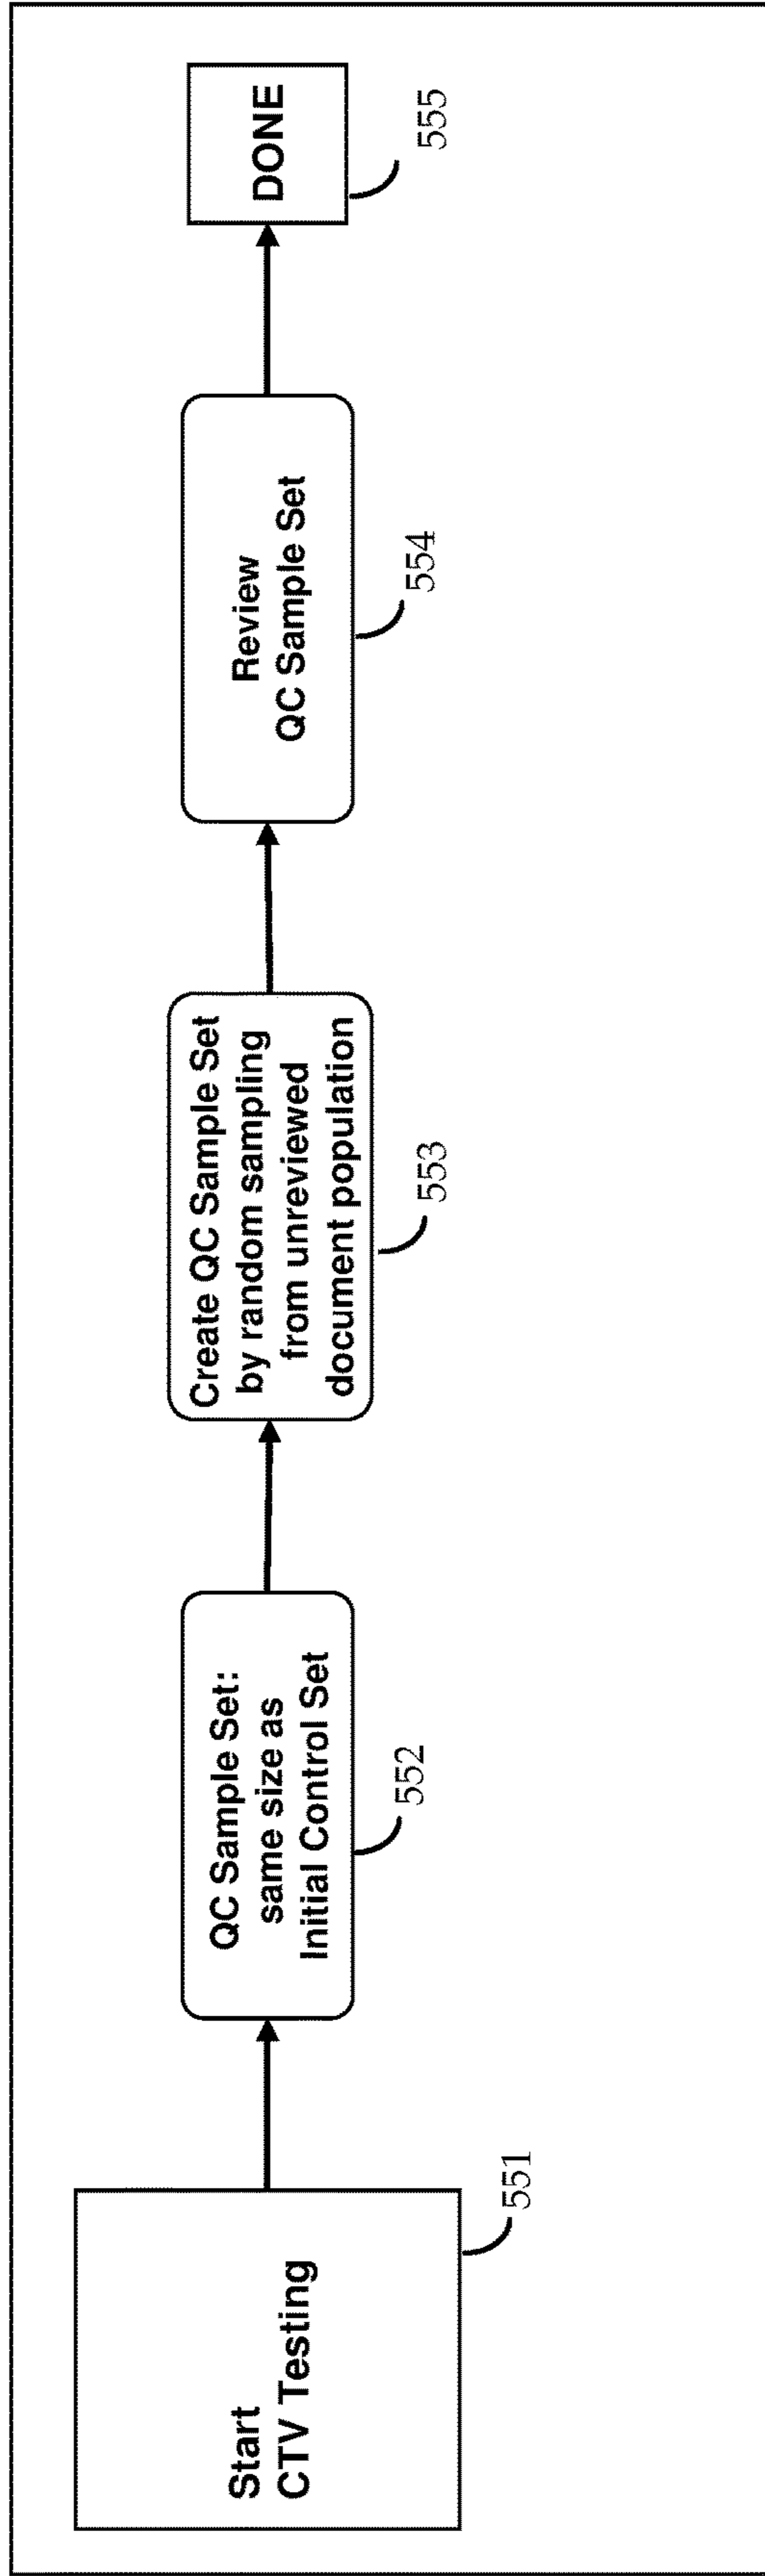 Start
CTV Testing
551
QC Sample Set:
same size as
Initial Control Set
552
Create QC Sample Set
by random sampling
from unreviewed
document population
553
Review
QC Sample Set
554
DONE
555